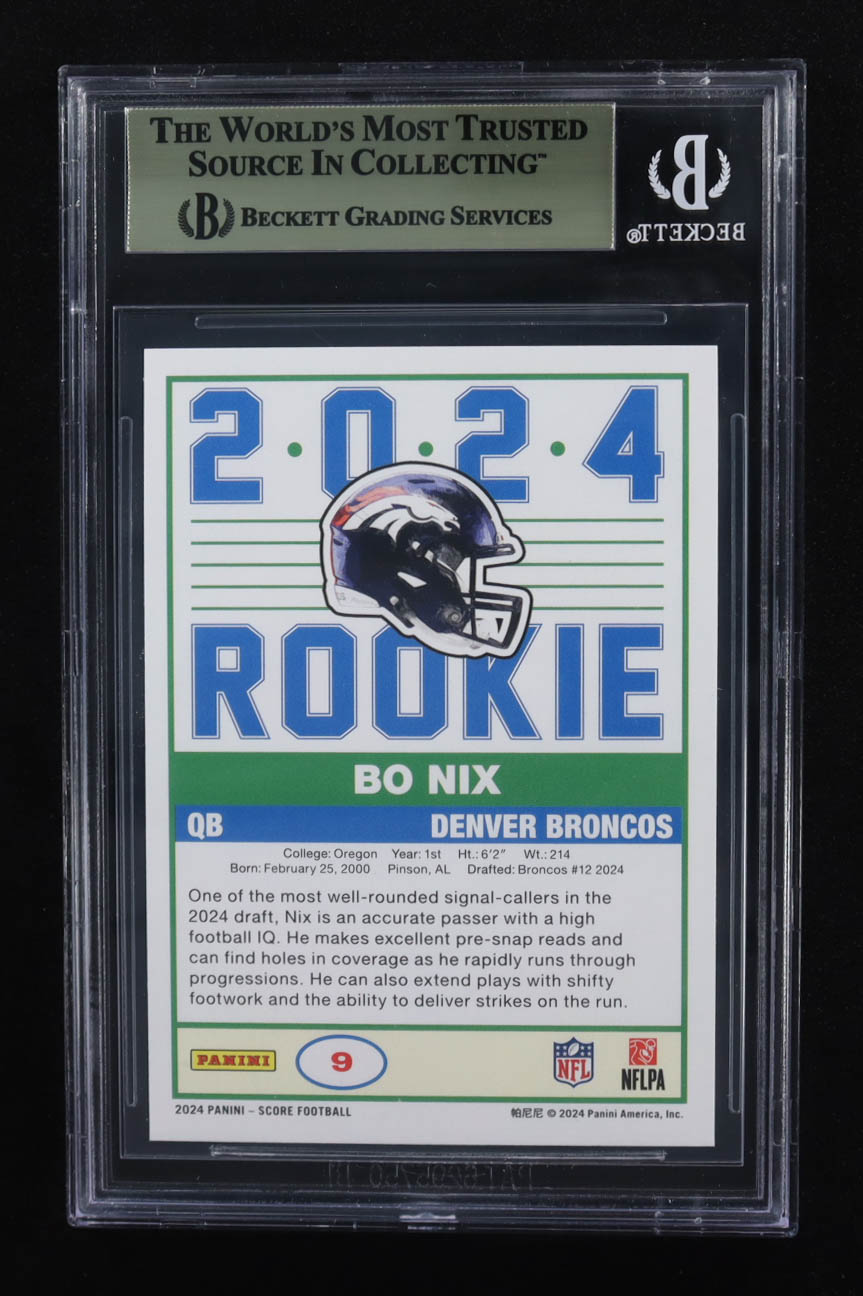 THE WORLD'S MOST TRUSTED
SOURCE IN COLLECTING™
B BECKETT GRADING SERVICES
B
BECKETT®
2·0·2·4
ROOKIE
BO NIX
QB DENVER BRONCOS
College: Oregon Year: 1st Ht.: 6'2" Wt.: 214
Born: February 25, 2000 Pinson, AL Drafted: Broncos #12 2024
One of the most well-rounded signal-callers in the
2024 draft, Nix is an accurate passer with a high
football IQ. He makes excellent pre-snap reads and
can find holes in coverage as he rapidly runs through
progressions. He can also extend plays with shifty
footwork and the ability to deliver strikes on the run.
PANINI 9 NFL NFLPA
2024 PANINI – SCORE FOOTBALL 帕尼尼 © 2024 Panini America, Inc.